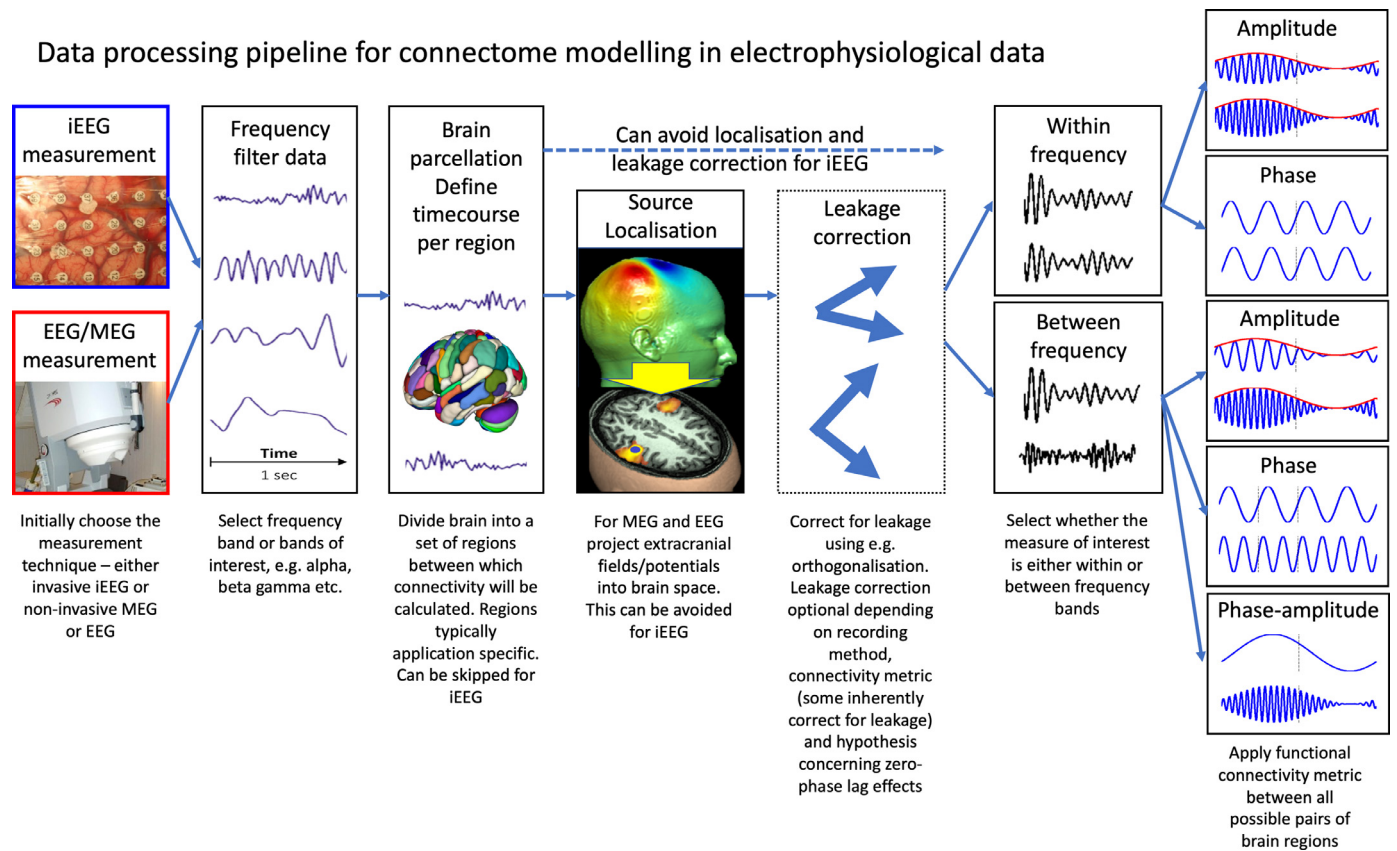 Data processing pipeline for connectome modelling in electrophysiological data
iEEG
measurement
EEG/MEG
measurement
Initially choose the
measurement
technique – either
invasive iEEG or
non-invasive MEG
or EEG
Frequency
filter data
Time
1 sec
Select frequency
band or bands of
interest, e.g. alpha,
beta gamma etc.
Brain
parcellation
Define
timecourse
per region
Divide brain into a
set of regions
between which
connectivity will be
calculated. Regions
typically
application specific.
Can be skipped for
iEEG
Can avoid localisation and
leakage correction for iEEG
Source
Localisation
For MEG and EEG
project extracranial
fields/potentials
into brain space.
This can be avoided
for iEEG
Leakage
correction
Correct for leakage
using e.g.
orthogonalisation.
Leakage correction
optional depending
on recording
method,
connectivity metric
(some inherently
correct for leakage)
and hypothesis
concerning zero-
phase lag effects
Within
frequency
Between
frequency
Select whether the
measure of interest
is either within or
between frequency
bands
Amplitude
Phase
Amplitude
Phase
Phase-amplitude
Apply functional
connectivity metric
between all
possible pairs of
brain regions